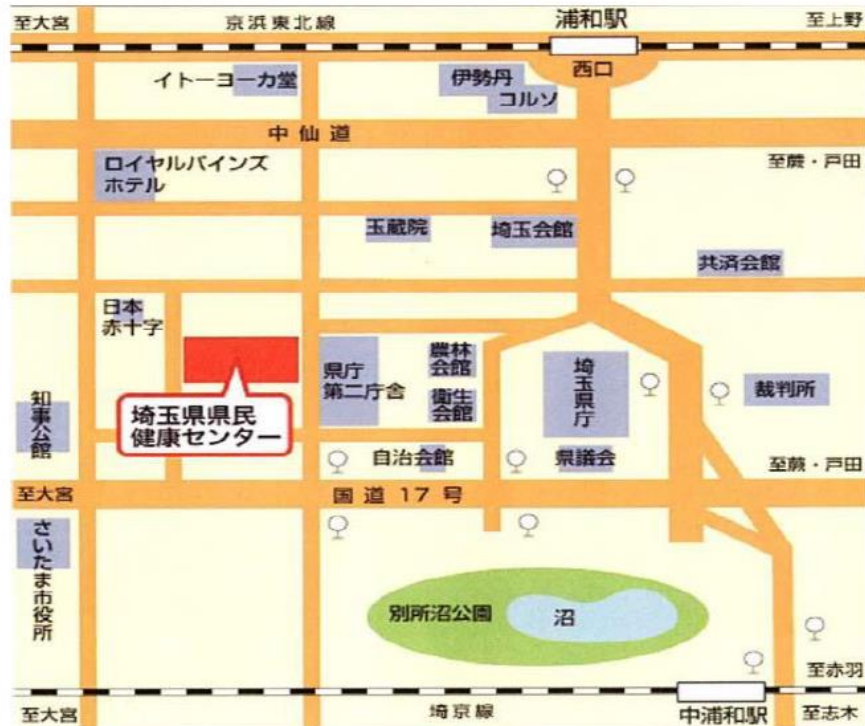 至大宮
京浜東北線
浦和駅
至上野
西口
イトーヨーカ堂
伊勢丹
コルソ
中仙道
ロイヤルパインズ
ホテル
至蕨・戸田
玉蔵院
埼玉会館
共済会館
日本
赤十字
県庁
第二庁舎
農林
会館
衛生
会館
埼玉県庁
裁判所
知事公館
埼玉県県民
健康センター
自治会館
県議会
至蕨・戸田
至大宮
国道17号
さいたま市役所
別所沼公園
沼
至赤羽
至大宮
埼京線
中浦和駅
至志木